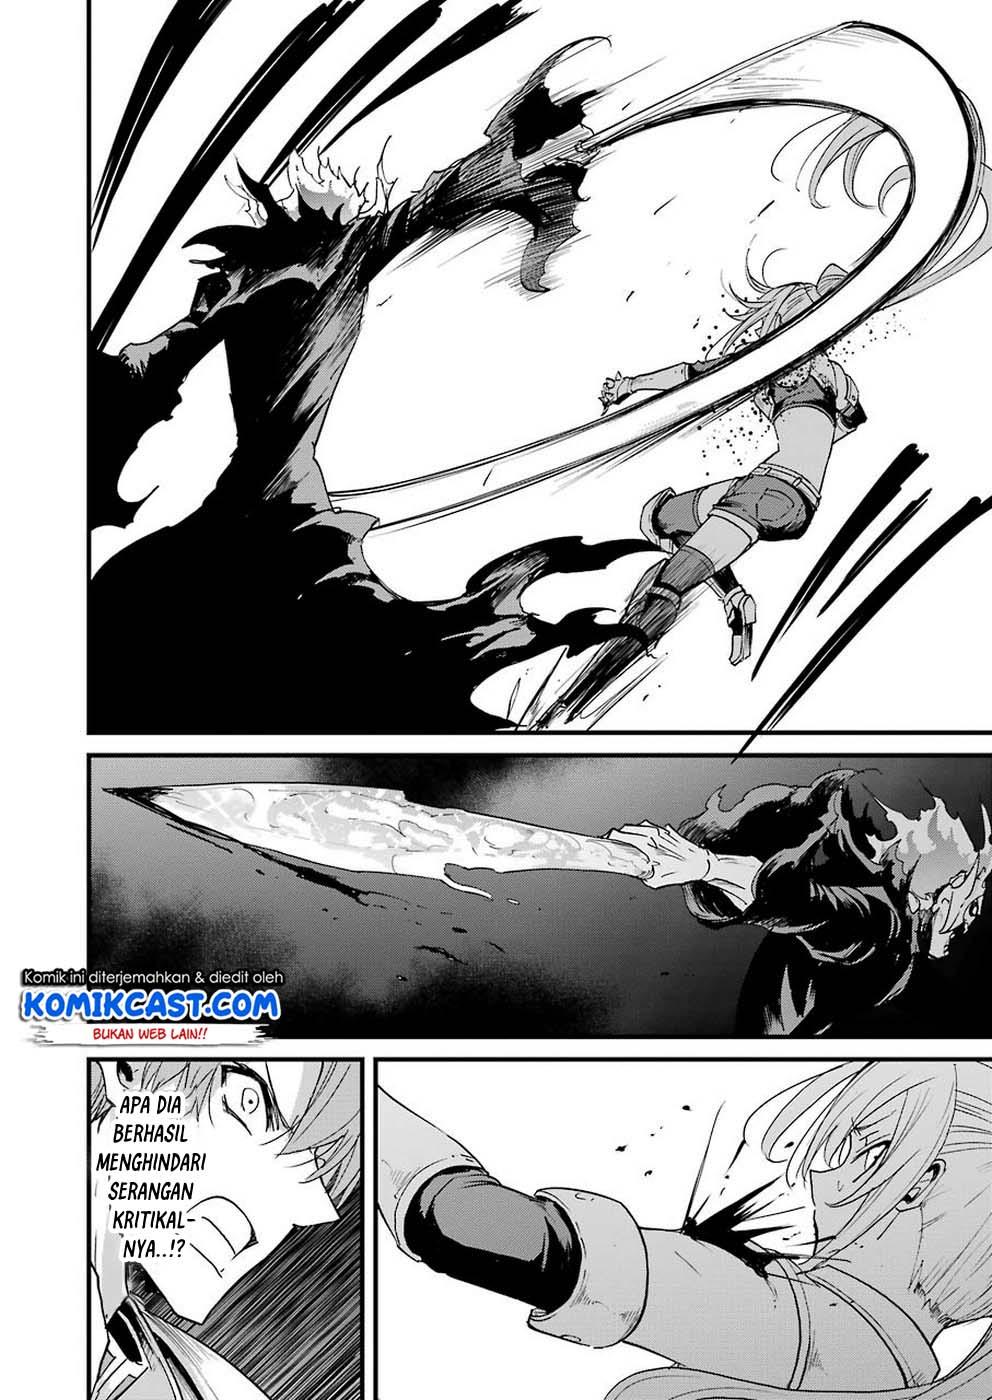 Komik ini diterjemahkan & diedit oleh
KOMIKCAST.COM
BUKAN WEB LAIN!!
APA DIA
BERHASIL
MENGHINDARI
SERANGAN
KRITIKAL-
NYA..!?